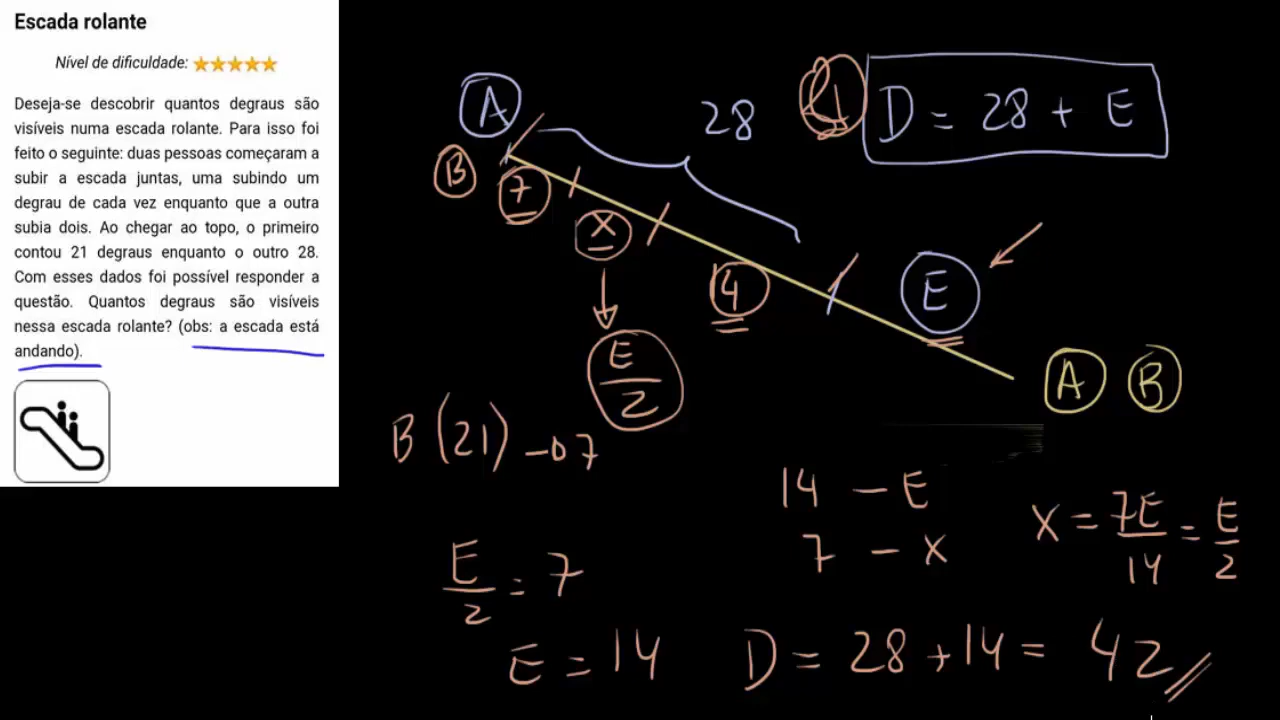 Escada rolante
Nível de dificuldade:
Deseja-se descobrir quantos degraus são
visíveis numa escada rolante. Para isso foi
feito o seguinte: duas pessoas começaram a
subir a escada juntas, uma subindo um
degrau de cada vez enquanto que a outra
subia dois. Ao chegar ao topo, o primeiro
contou 21 degraus enquanto o outro 28.
Com esses dados foi possível responder a
questão. Quantos degraus são visíveis
nessa escada rolante? (obs: a escada está
andando).
A
28
D = 28 + E
B
7
X
4
E
E/2
A B
B (21) → 7
14 – E
7 – X
X = 7E/14 = E/2
E/2 = 7
E = 14
D = 28 + 14 = 42